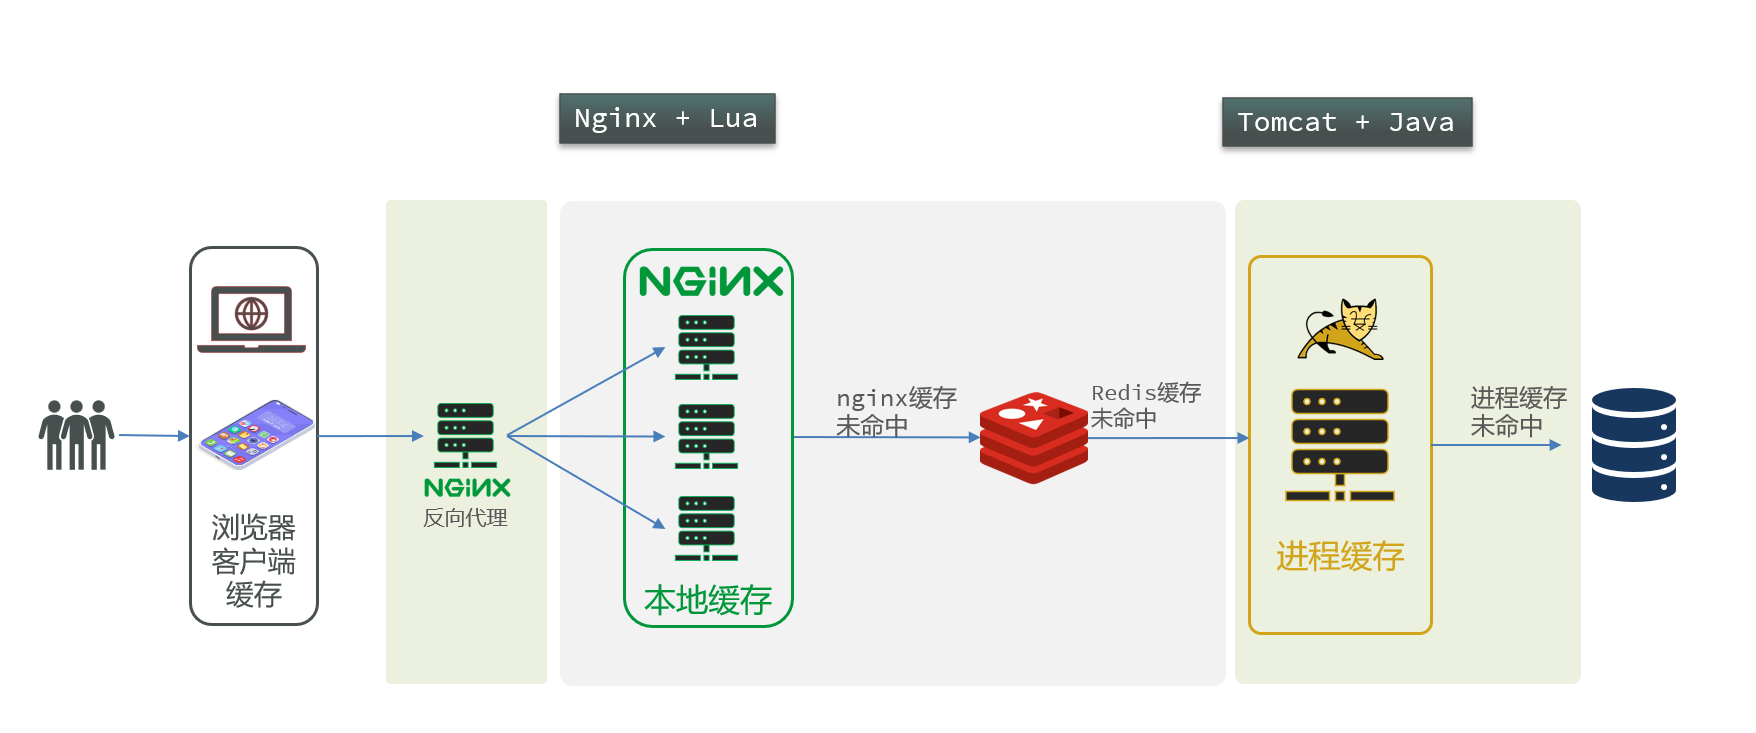 Nginx + Lua
Tomcat + Java
浏览器
客户端
缓存
NGINX
反向代理
NGINX
本地缓存
nginx缓存
未命中
Redis缓存
未命中
进程缓存
进程缓存
未命中